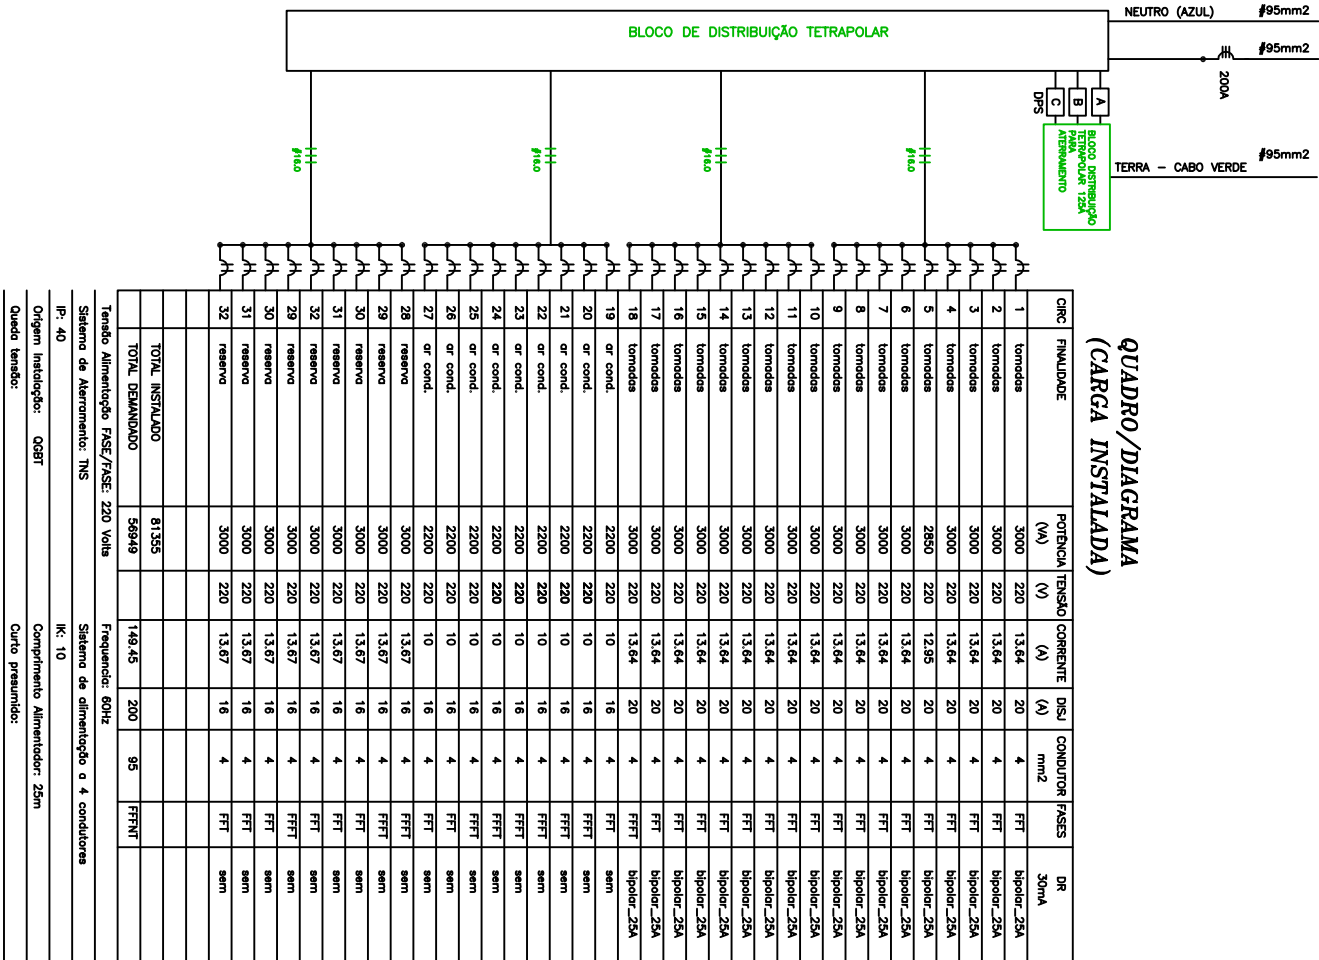 NEUTRO (AZUL) #95mm2
#95mm2
200A
BLOCO DE DISTRIBUIÇÃO TETRAPOLAR
A
B
C
DPS
BLOCO DISTRIBUIÇÃO
TETRAPOLAR 125A
PARA
ATERRAMENTO
#95mm2
TERRA - CABO VERDE
#16.0
#16.0
#16.0
#16.0
QUADRO/DIAGRAMA
(CARGA INSTALADA)
CIRC FINALIDADE POTÊNCIA (VA) TENSÃO (V) CORRENTE (A) DISJ (A) CONDUTOR mm2 FASES DR 30mA
1 tomadas 3000 220 13.64 20 4 FFT bipolar_25A
2 tomadas 3000 220 13.64 20 4 FFT bipolar_25A
3 tomadas 3000 220 13.64 20 4 FFT bipolar_25A
4 tomadas 3000 220 13.64 20 4 FFT bipolar_25A
5 tomadas 2850 220 12.95 20 4 FFT bipolar_25A
6 tomadas 3000 220 13.64 20 4 FFT bipolar_25A
7 tomadas 3000 220 13.64 20 4 FFT bipolar_25A
8 tomadas 3000 220 13.64 20 4 FFT bipolar_25A
9 tomadas 3000 220 13.64 20 4 FFT bipolar_25A
10 tomadas 3000 220 13.64 20 4 FFT bipolar_25A
11 tomadas 3000 220 13.64 20 4 FFT bipolar_25A
12 tomadas 3000 220 13.64 20 4 FFT bipolar_25A
13 tomadas 3000 220 13.64 20 4 FFT bipolar_25A
14 tomadas 3000 220 13.64 20 4 FFT bipolar_25A
15 tomadas 3000 220 13.64 20 4 FFT bipolar_25A
16 tomadas 3000 220 13.64 20 4 FFT bipolar_25A
17 tomadas 3000 220 13.64 20 4 FFT bipolar_25A
18 tomadas 3000 220 13.64 20 4 FFFT bipolar_25A
19 ar cond. 2200 220 10 16 4 FFT sem
20 ar cond. 2200 220 10 16 4 FFFT sem
21 ar cond. 2200 220 10 16 4 FFFT sem
22 ar cond. 2200 220 10 16 4 FFFT sem
23 ar cond. 2200 220 10 16 4 FFFT sem
24 ar cond. 2200 220 10 16 4 FFFT sem
25 ar cond. 2200 220 10 16 4 FFFT sem
26 ar cond. 2200 220 10 16 4 FFT sem
27 ar cond. 2200 220 10 16 4 FFT sem
28 reserva 3000 220 13.67 16 4 FFFT sem
29 reserva 3000 220 13.67 16 4 FFFT sem
30 reserva 3000 220 13.67 16 4 FFT sem
31 reserva 3000 220 13.67 16 4 FFT sem
32 reserva 3000 220 13.67 16 4 FFT sem
29 reserva 3000 220 13.67 16 4 FFFT sem
30 reserva 3000 220 13.67 16 4 FFT sem
31 reserva 3000 220 13.67 16 4 FFT sem
32 reserva 3000 220 13.67 16 4 FFT sem
TOTAL INSTALADO 81355
TOTAL DEMANDADO 56949 149.45 200 95 FFFNT
Tensão Alimentação FASE/FASE: 220 Volts Frequencia: 60Hz
Sistema de Aterramento: TNS Sistema de alimentação a 4 condutores
IP: 40 IK: 10
Origem Instalação: QGBT Comprimento Alimentador: 25m
Queda tensão: Curto presumido: